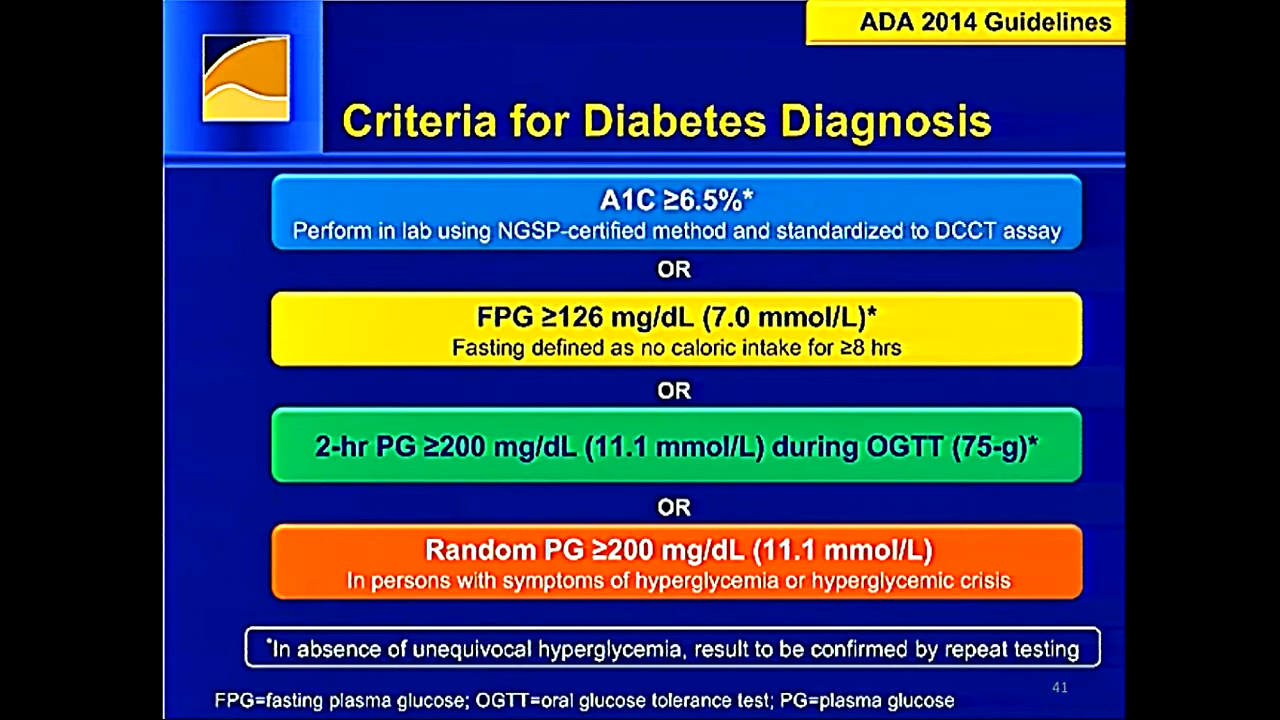 ADA 2014 Guidelines
Criteria for Diabetes Diagnosis
A1C ≥6.5%*
Perform in lab using NGSP-certified method and standardized to DCCT assay
OR
FPG ≥126 mg/dL (7.0 mmol/L)*
Fasting defined as no caloric intake for ≥8 hrs
OR
2-hr PG ≥200 mg/dL (11.1 mmol/L) during OGTT (75-g)*
OR
Random PG ≥200 mg/dL (11.1 mmol/L)
In persons with symptoms of hyperglycemia or hyperglycemic crisis
*In absence of unequivocal hyperglycemia, result to be confirmed by repeat testing
41
FPG=fasting plasma glucose; OGTT=oral glucose tolerance test; PG=plasma glucose